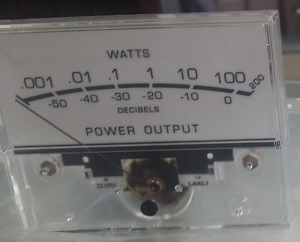 WATTS
.001 .01 .1 1 10 100 200
-50 -40 -30 -20 -10 0
DECIBELS
POWER OUTPUT